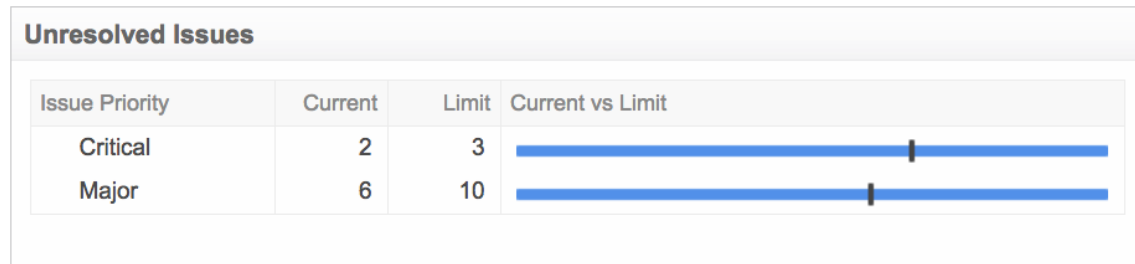 Unresolved Issues
Issue Priority Current Limit Current vs Limit
Critical 2 3
Major 6 10